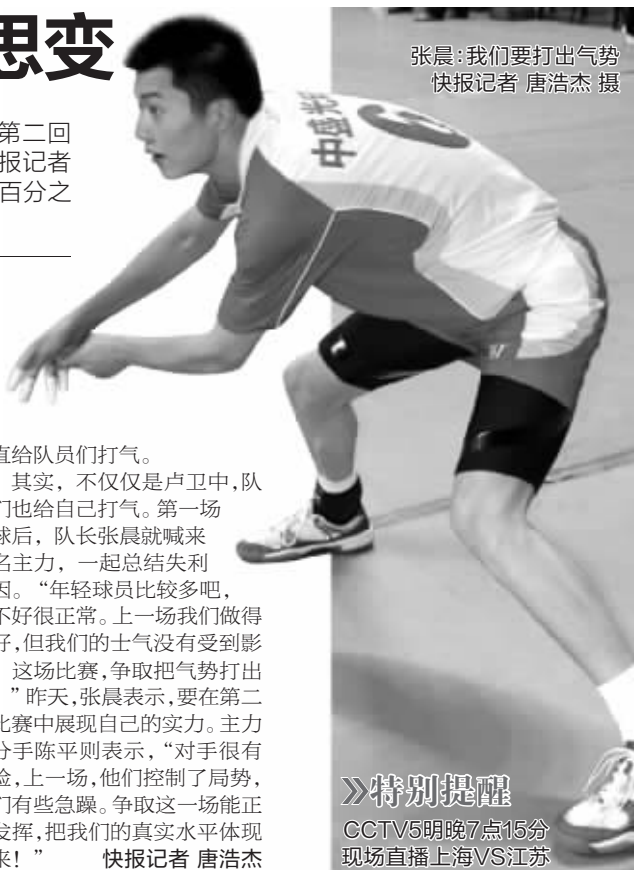 思变
第二回
报记者
百分之
张晨:我们要打出气势
快报记者 唐浩杰 摄
中盛光
直给队员们打气。
其实，不仅仅是卢卫中,队
们也给自己打气。第一场
球后，队长张晨就喊来
名主力，一起总结失利
因。“年轻球员比较多吧，
不好很正常。上一场我们做得
好,但我们的士气没有受到影
这场比赛,争取把气势打出
”昨天,张晨表示,要在第二
比赛中展现自己的实力。主力
分手陈平则表示，“对手很有
验,上一场,他们控制了局势，
们有些急躁。争取这一场能正
发挥,把我们的真实水平体现
来！” 快报记者 唐浩杰
特别提醒
CCTV5明晚7点15分
现场直播上海VS江苏